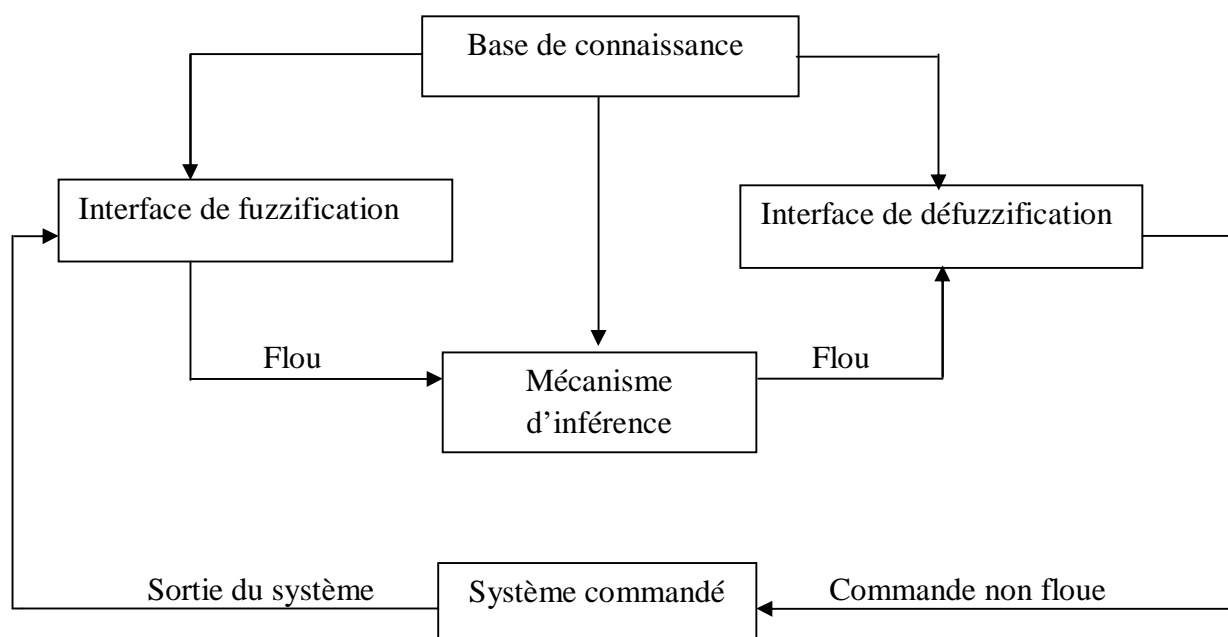 Base de connaissance
Interface de fuzzification
Interface de défuzzification
Flou
Flou
Mécanisme
d’inférence
Sortie du système
Système commandé
Commande non floue